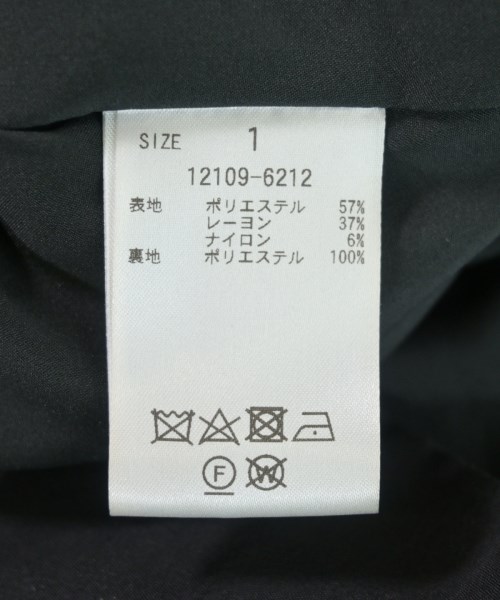 SIZE 1
12109-6212
表地 ポリエステル 57%
レーヨン 37%
ナイロン 6%
裏地 ポリエステル 100%
F W